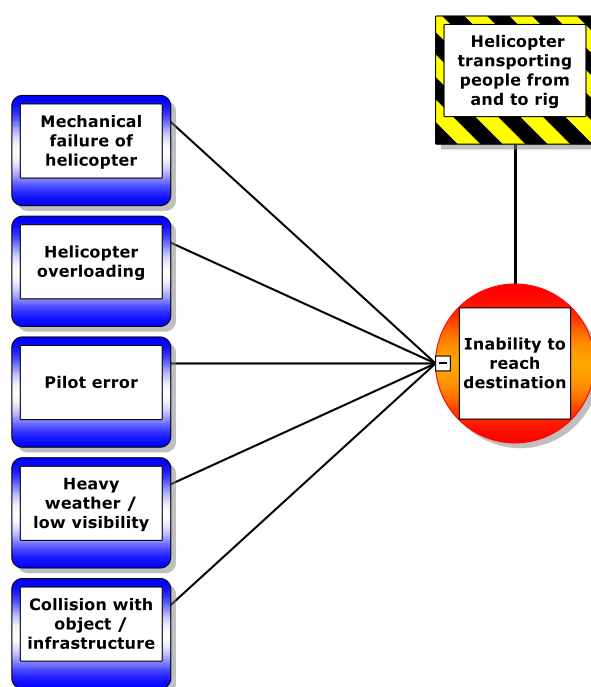 Helicopter
transporting
people from
and to rig
Mechanical
failure of
helicopter
Helicopter
overloading
Pilot error
Heavy
weather /
low visibility
Collision with
object /
infrastructure
Inability to
reach
destination